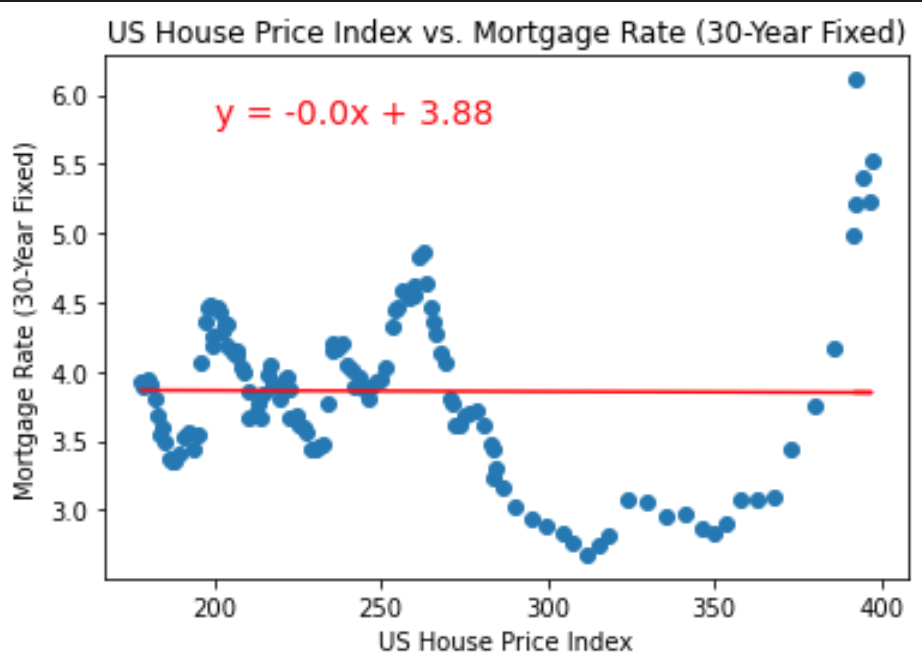 US House Price Index vs. Mortgage Rate (30-Year Fixed)
y = -0.0x + 3.88
Mortgage Rate (30-Year Fixed)
6.0
5.5
5.0
4.5
4.0
3.5
3.0
200 250 300 350 400
US House Price Index